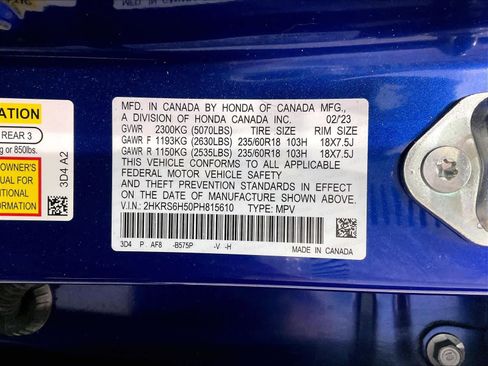 MFD. IN CANADA BY HONDA OF CANADA MFG.,
A DIVISION OF HONDA CANADA INC. 02/'23
GVWR 2300KG (5070LBS) TIRE SIZE RIM SIZE
GAWR F 1193KG (2630LBS) 235/60R18 103H 18X7.5J
GAWR R 1150KG (2535LBS) 235/60R18 103H 18X7.5J
THIS VEHICLE CONFORMS TO ALL APPLICABLE
FEDERAL MOTOR VEHICLE SAFETY
AND THEFT PREVENTION STANDARDS IN EFFECT
ON THE DATE OF MANUFACTURE SHOWN ABOVE.
V.I.N: 2HKRS6H50PH815610 TYPE: MPV
3D4 P AF8 -B575P -V -H
MADE IN CANADA
REAR 3
or 850lbs.
OWNER'S
UAL FOR
ITIONAL
ORMATION
3D4 A2